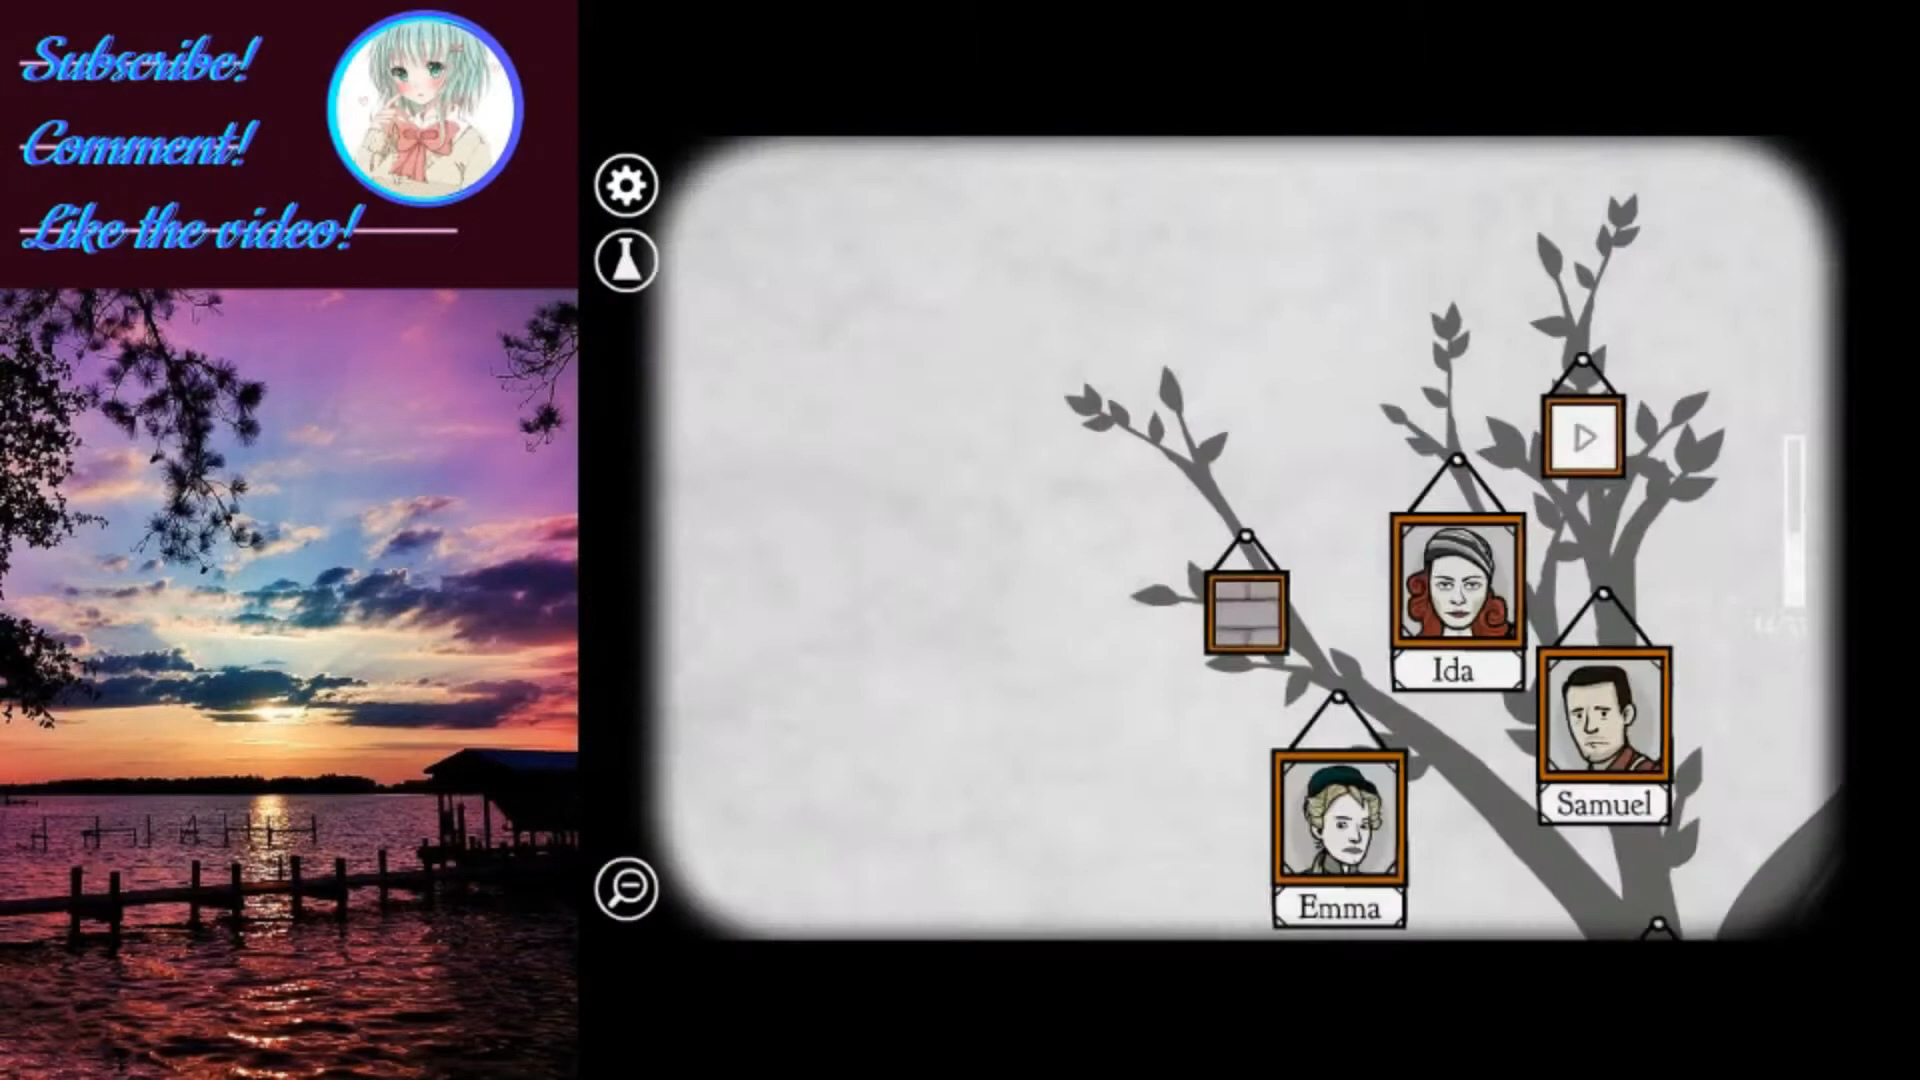 Subscribe!
Comment!
Like the video!
Ida
Samuel
Emma